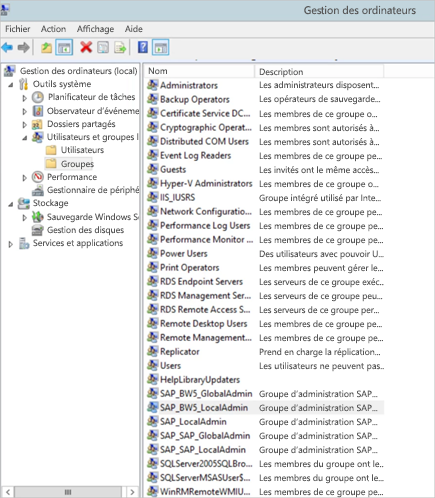 Gestion des ordinateurs
Fichier Action Affichage Aide
Gestion des ordinateurs (local)
Outils système
Planificateur de tâches
Observateur d'événeme
Dossiers partagés
Utilisateurs et groupes l
Utilisateurs
Groupes
Performance
Gestionnaire de périphé
Stockage
Sauvegarde Windows S
Gestion des disques
Services et applications
Nom Description
Administrators Les administrateurs disposent...
Backup Operators Les opérateurs de sauvegarde...
Certificate Service DC... Les membres de ce groupe o...
Cryptographic Operat... Les membres sont autorisés à...
Distributed COM Users Les membres sont autorisés à...
Event Log Readers Les membres de ce groupe pe...
Guests Les invités ont le même accès...
Hyper-V Administrators Les membres de ce groupe o...
IIS_IUSRS Groupe intégré utilisé par Inte...
Network Configuratio... Les membres de ce groupe pe...
Performance Log Users Les membres de ce groupe pe...
Performance Monitor ... Les membres de ce groupe pe...
Power Users Des utilisateurs avec pouvoir U...
Print Operators Les membres peuvent gérer le...
RDS Endpoint Servers Les serveurs de ce groupe exéc...
RDS Management Ser... Les serveurs de ce groupe peu...
RDS Remote Access S... Les serveurs de ce groupe per...
Remote Desktop Users Les membres de ce groupe pe...
Remote Management... Les membres de ce groupe pe...
Replicator Prend en charge la réplication...
Users Les utilisateurs ne peuvent pas...
HelpLibraryUpdaters
SAP_BW5_GlobalAdmin Groupe d'administration SAP...
SAP_BW5_LocalAdmin Groupe d'administration SAP...
SAP_LocalAdmin Groupe d'administration SAP...
SAP_SAP_GlobalAdmin Groupe d'administration SAP...
SAP_SAP_LocalAdmin Groupe d'administration SAP...
SQLServer2005SQLBro... Les membres du groupe ont le...
SQLServerMSASUser$... Les membres du groupe ont le...
WinRMRemoteWMIU... Les membres de ce groupe pe...